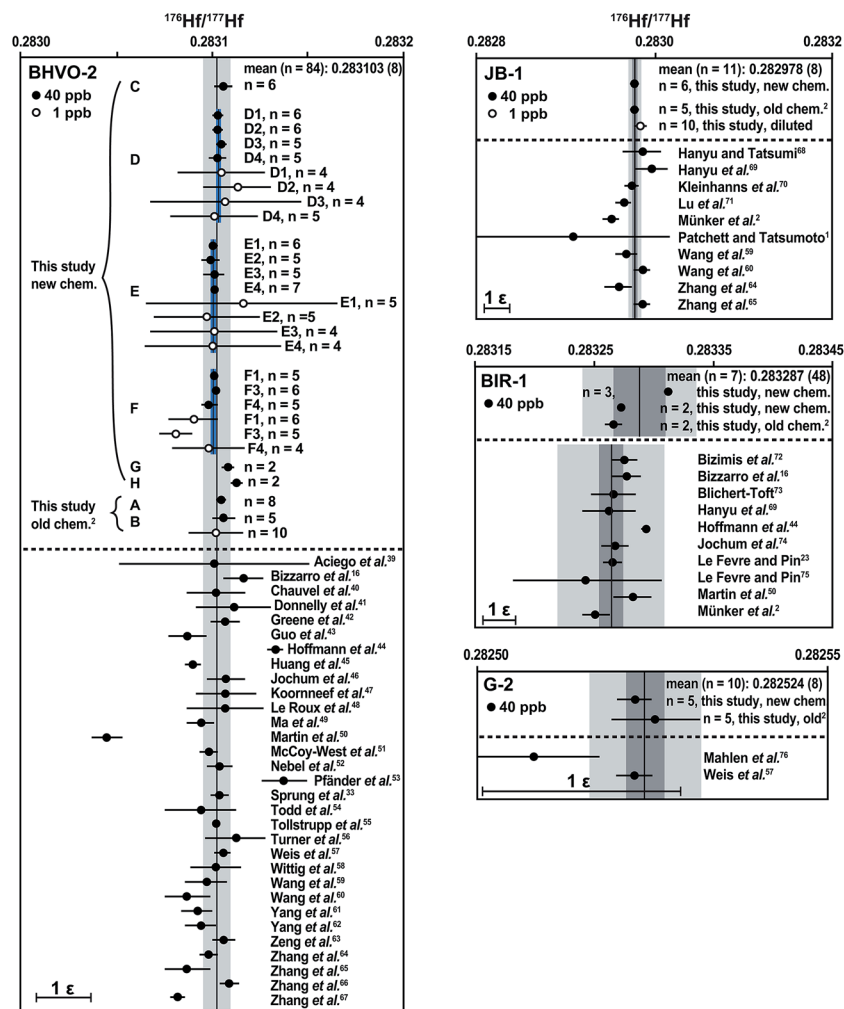 ¹⁷⁶Hf/¹⁷⁷Hf
0.2830 0.2831 0.2832
BHVO-2
mean (n = 84): 0.283103 (8)
40 ppb
1 ppb
C n = 6
D1, n = 6
D2, n = 6
D3, n = 5
D D4, n = 5
D1, n = 4
D2, n = 4
D3, n = 4
D4, n = 5
This study
new chem.
E1, n = 6
E2, n = 5
E3, n = 5
E E4, n = 7
E1, n = 5
E2, n =5
E3, n = 4
E4, n = 4
F1, n = 5
F3, n = 6
F F4, n = 5
F1, n = 6
F3, n = 5
F4, n = 4
G n = 2
H n = 2
This study
old chem.²
A n = 8
B n = 5
n = 10
Aciego et al.³⁹
Bizzarro et al.¹⁶
Chauvel et al.⁴⁰
Donnelly et al.⁴¹
Greene et al.⁴²
Guo et al.⁴³
Hoffmann et al.⁴⁴
Huang et al.⁴⁵
Jochum et al.⁴⁶
Koornneef et al.⁴⁷
Le Roux et al.⁴⁸
Ma et al.⁴⁹
Martin et al.⁵⁰
McCoy-West et al.⁵¹
Nebel et al.⁵²
Pfänder et al.⁵³
Sprung et al.³³
Todd et al.⁵⁴
Tollstrupp et al.⁵⁵
Turner et al.⁵⁶
Weis et al.⁵⁷
Wittig et al.⁵⁸
Wang et al.⁵⁹
Wang et al.⁶⁰
Yang et al.⁶¹
Yang et al.⁶²
Zeng et al.⁶³
Zhang et al.⁶⁴
Zhang et al.⁶⁵
Zhang et al.⁶⁶
Zhang et al.⁶⁷
1 ε
¹⁷⁶Hf/¹⁷⁷Hf
0.2828 0.2830 0.2832
JB-1
mean (n = 11): 0.282978 (8)
n = 6, this study, new chem.
40 ppb
n = 5, this study, old chem.²
1 ppb
n = 10, this study, diluted
Hanyu and Tatsumi⁶⁸
Hanyu et al.⁶⁹
Kleinhanns et al.⁷⁰
Lu et al.⁷¹
Münker et al.²
Patchett and Tatsumoto¹
Wang et al.⁵⁹
Wang et al.⁶⁰
Zhang et al.⁶⁴
Zhang et al.⁶⁵
1 ε
0.28315 0.28325 0.28335 0.28345
BIR-1
mean (n = 7): 0.283287 (48)
n = 3, this study, new chem.
40 ppb
n = 2, this study, new chem.
n = 2, this study, old chem.²
Bizimis et al.⁷²
Bizzarro et al.¹⁶
Blichert-Toft⁷³
Hanyu et al.⁶⁹
Hoffmann et al.⁴⁴
Jochum et al.⁷⁴
Le Fevre and Pin²³
Le Fevre and Pin⁷⁵
Martin et al.⁵⁰
Münker et al.²
1 ε
0.28250 0.28255
G-2
mean (n = 10): 0.282524 (8)
40 ppb
n = 5, this study, new chem
n = 5, this study, old²
Mahlen et al.⁷⁶
Weis et al.⁵⁷
1 ε